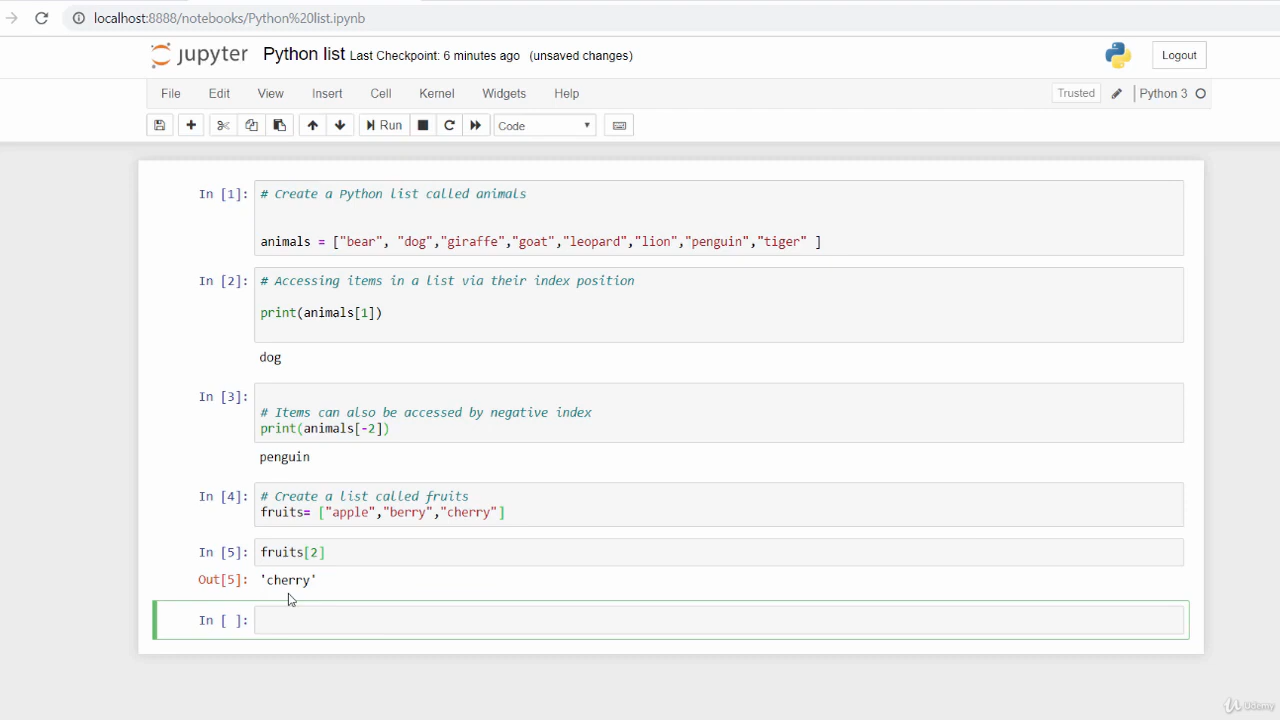 localhost:8888/notebooks/Python%20list.ipynb
jupyter Python list Last Checkpoint: 6 minutes ago (unsaved changes) Logout
File Edit View Insert Cell Kernel Widgets Help Trusted Python 3
Run Code
In [1]: # Create a Python list called animals
animals = ["bear", "dog","giraffe","goat","leopard","lion","penguin","tiger" ]
In [2]: # Accessing items in a list via their index position
print(animals[1])
dog
In [3]:
# Items can also be accessed by negative index
print(animals[-2])
penguin
In [4]: # Create a list called fruits
fruits= ["apple","berry","cherry"]
In [5]: fruits[2]
Out[5]: 'cherry'
In [ ]:
Udemy